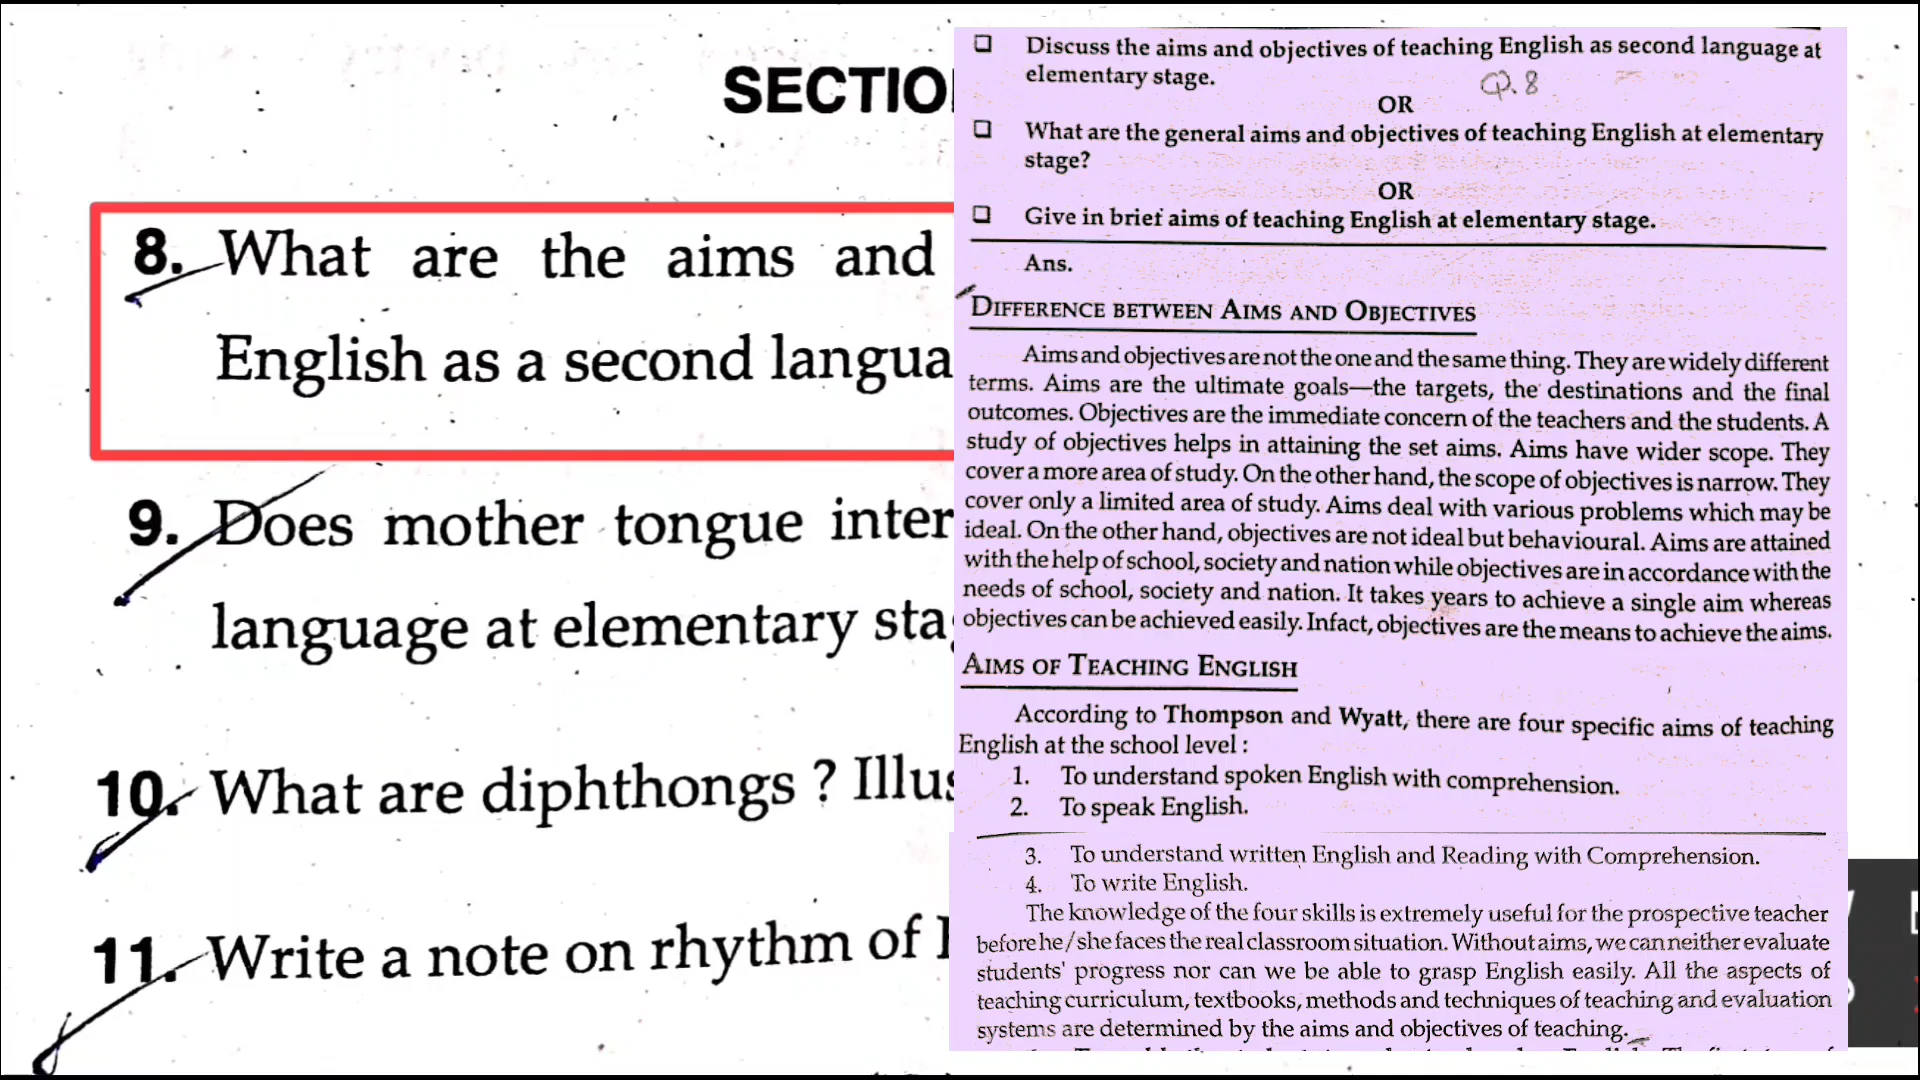 SECTIO
8. What are the aims and
English as a second langua
9. Does mother tongue inter
language at elementary sta
10. What are diphthongs ? Illus
11. Write a note on rhythm of
❑ Discuss the aims and objectives of teaching English as second language at
elementary stage.
Q.8
OR
❑ What are the general aims and objectives of teaching English at elementary
stage?
OR
❑ Give in brief aims of teaching English at elementary stage.
Ans.
DIFFERENCE BETWEEN AIMS AND OBJECTIVES
Aims and objectives are not the one and the same thing. They are widely different
terms. Aims are the ultimate goals—the targets, the destinations and the final
outcomes. Objectives are the immediate concern of the teachers and the students. A
study of objectives helps in attaining the set aims. Aims have wider scope. They
cover a more area of study. On the other hand, the scope of objectives is narrow. They
cover only a limited area of study. Aims deal with various problems which may be
ideal. On the other hand, objectives are not ideal but behavioural. Aims are attained
with the help of school, society and nation while objectives are in accordance with the
needs of school, society and nation. It takes years to achieve a single aim whereas
objectives can be achieved easily. Infact, objectives are the means to achieve the aims.
AIMS OF TEACHING ENGLISH
According to Thompson and Wyatt, there are four specific aims of teaching
English at the school level :
1. To understand spoken English with comprehension.
2. To speak English.
3. To understand written English and Reading with Comprehension.
4. To write English.
The knowledge of the four skills is extremely useful for the prospective teacher
before he/she faces the real classroom situation. Without aims, we can neither evaluate
students' progress nor can we be able to grasp English easily. All the aspects of
teaching curriculum, textbooks, methods and techniques of teaching and evaluation
systems are determined by the aims and objectives of teaching.